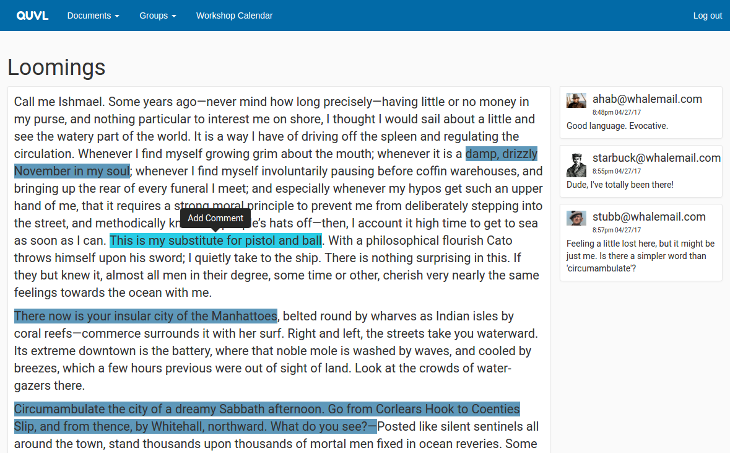 QUVL Documents Groups Workshop Calendar Log out
Loomings
Call me Ishmael. Some years ago—never mind how long precisely—having little or no money in
my purse, and nothing particular to interest me on shore, I thought I would sail about a little and
see the watery part of the world. It is a way I have of driving off the spleen and regulating the
circulation. Whenever I find myself growing grim about the mouth; whenever it is a damp, drizzly
November in my soul; whenever I find myself involuntarily pausing before coffin warehouses, and
bringing up the rear of every funeral I meet; and especially whenever my hypos get such an upper
hand of me, that it requires a strong moral principle to prevent me from deliberately stepping into
the street, and methodically kn
Add Comment
e's hats off—then, I account it high time to get to sea
as soon as I can. This is my substitute for pistol and ball. With a philosophical flourish Cato
throws himself upon his sword; I quietly take to the ship. There is nothing surprising in this. If
they but knew it, almost all men in their degree, some time or other, cherish very nearly the same
feelings towards the ocean with me.
There now is your insular city of the Manhattoes, belted round by wharves as Indian isles by
coral reefs—commerce surrounds it with her surf. Right and left, the streets take you waterward.
Its extreme downtown is the battery, where that noble mole is washed by waves, and cooled by
breezes, which a few hours previous were out of sight of land. Look at the crowds of water-
gazers there.
Circumambulate the city of a dreamy Sabbath afternoon. Go from Corlears Hook to Coenties
Slip, and from thence, by Whitehall, northward. What do you see?—Posted like silent sentinels all
around the town, stand thousands upon thousands of mortal men fixed in ocean reveries. Some
ahab@whalemail.com
8:48pm 04/27/17
Good language. Evocative.
starbuck@whalemail.com
8:55pm 04/27/17
Dude, I've totally been there!
stubb@whalemail.com
8:57pm 04/27/17
Feeling a little lost here, but it might be
just me. Is there a simpler word than
'circumambulate'?